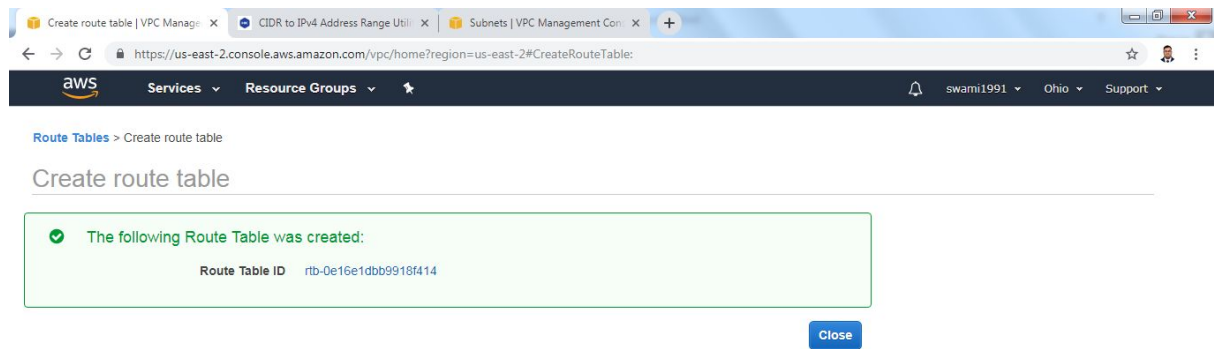 Create route table | VPC Manage
CIDR to IPv4 Address Range Utili
Subnets | VPC Management Con
https://us-east-2.console.aws.amazon.com/vpc/home?region=us-east-2#CreateRouteTable:
aws Services Resource Groups swami1991 Ohio Support
Route Tables > Create route table
Create route table
The following Route Table was created:
Route Table ID rtb-0e16e1dbb9918f414
Close